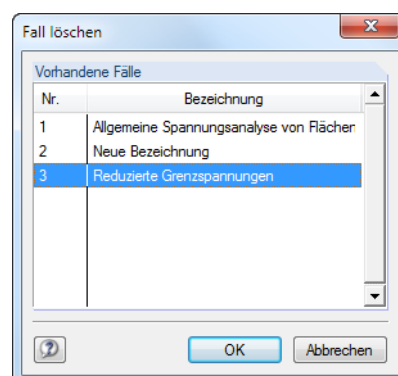 Fall löschen
Vorhandene Fälle
Nr. Bezeichnung
1 Allgemeine Spannungsanalyse von Flächen
2 Neue Bezeichnung
3 Reduzierte Grenzspannungen
OK Abbrechen